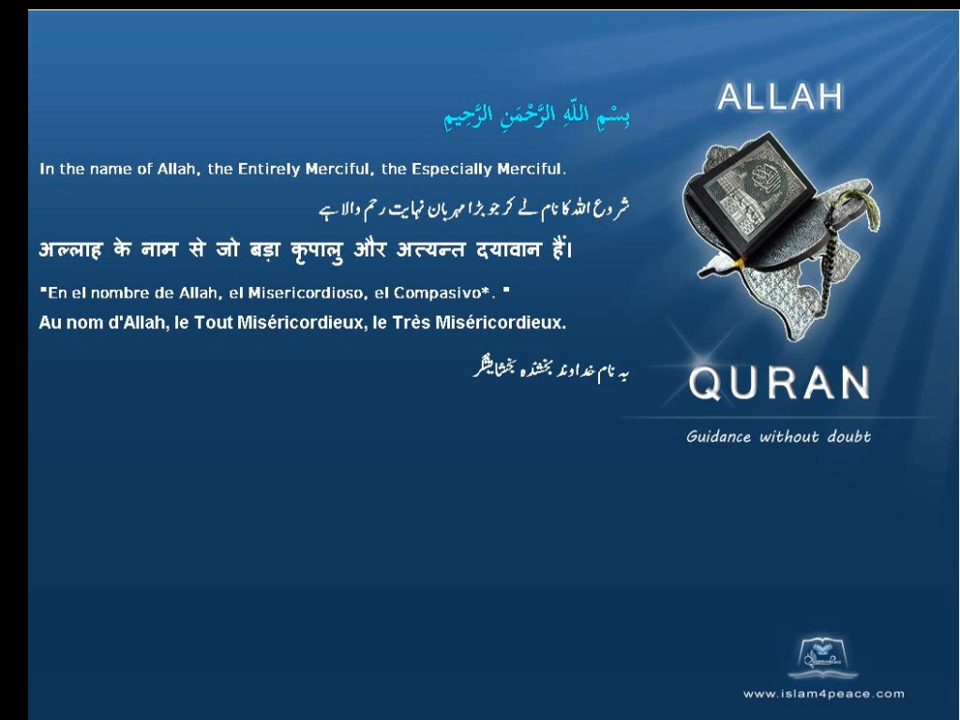 بِسْمِ اللَّهِ الرَّحْمَنِ الرَّحِيمِ
In the name of Allah, the Entirely Merciful, the Especially Merciful.
شروع الله کا نام لے کر جو بڑا مہربان نہایت رحم والا ہے
अल्लाह के नाम से जो बड़ा कृपालु और अत्यन्त दयावान हैं।
"En el nombre de Allah, el Misericordioso, el Compasivo*. "
Au nom d'Allah, le Tout Miséricordieux, le Très Miséricordieux.
به نام خداوند بخشنده بخشایشگر
ALLAH
QURAN
Guidance without doubt
www.islam4peace.com